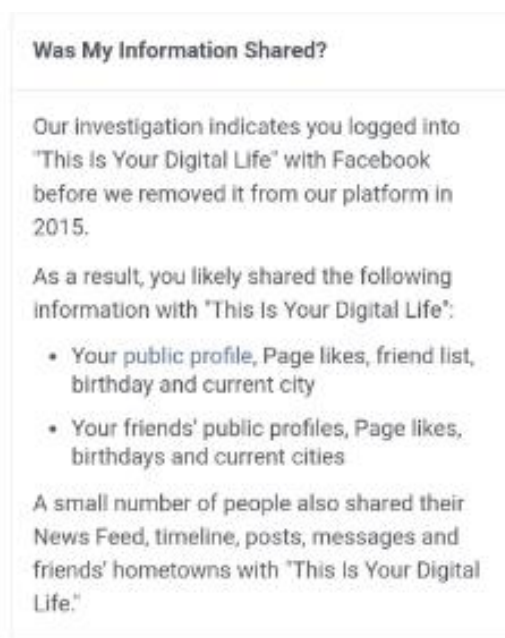 Was My Information Shared?
Our investigation indicates you logged into
"This Is Your Digital Life" with Facebook
before we removed it from our platform in
2015.
As a result, you likely shared the following
information with "This Is Your Digital Life":
• Your public profile, Page likes, friend list,
birthday and current city
• Your friends' public profiles, Page likes,
birthdays and current cities
A small number of people also shared their
News Feed, timeline, posts, messages and
friends' hometowns with "This Is Your Digital
Life."